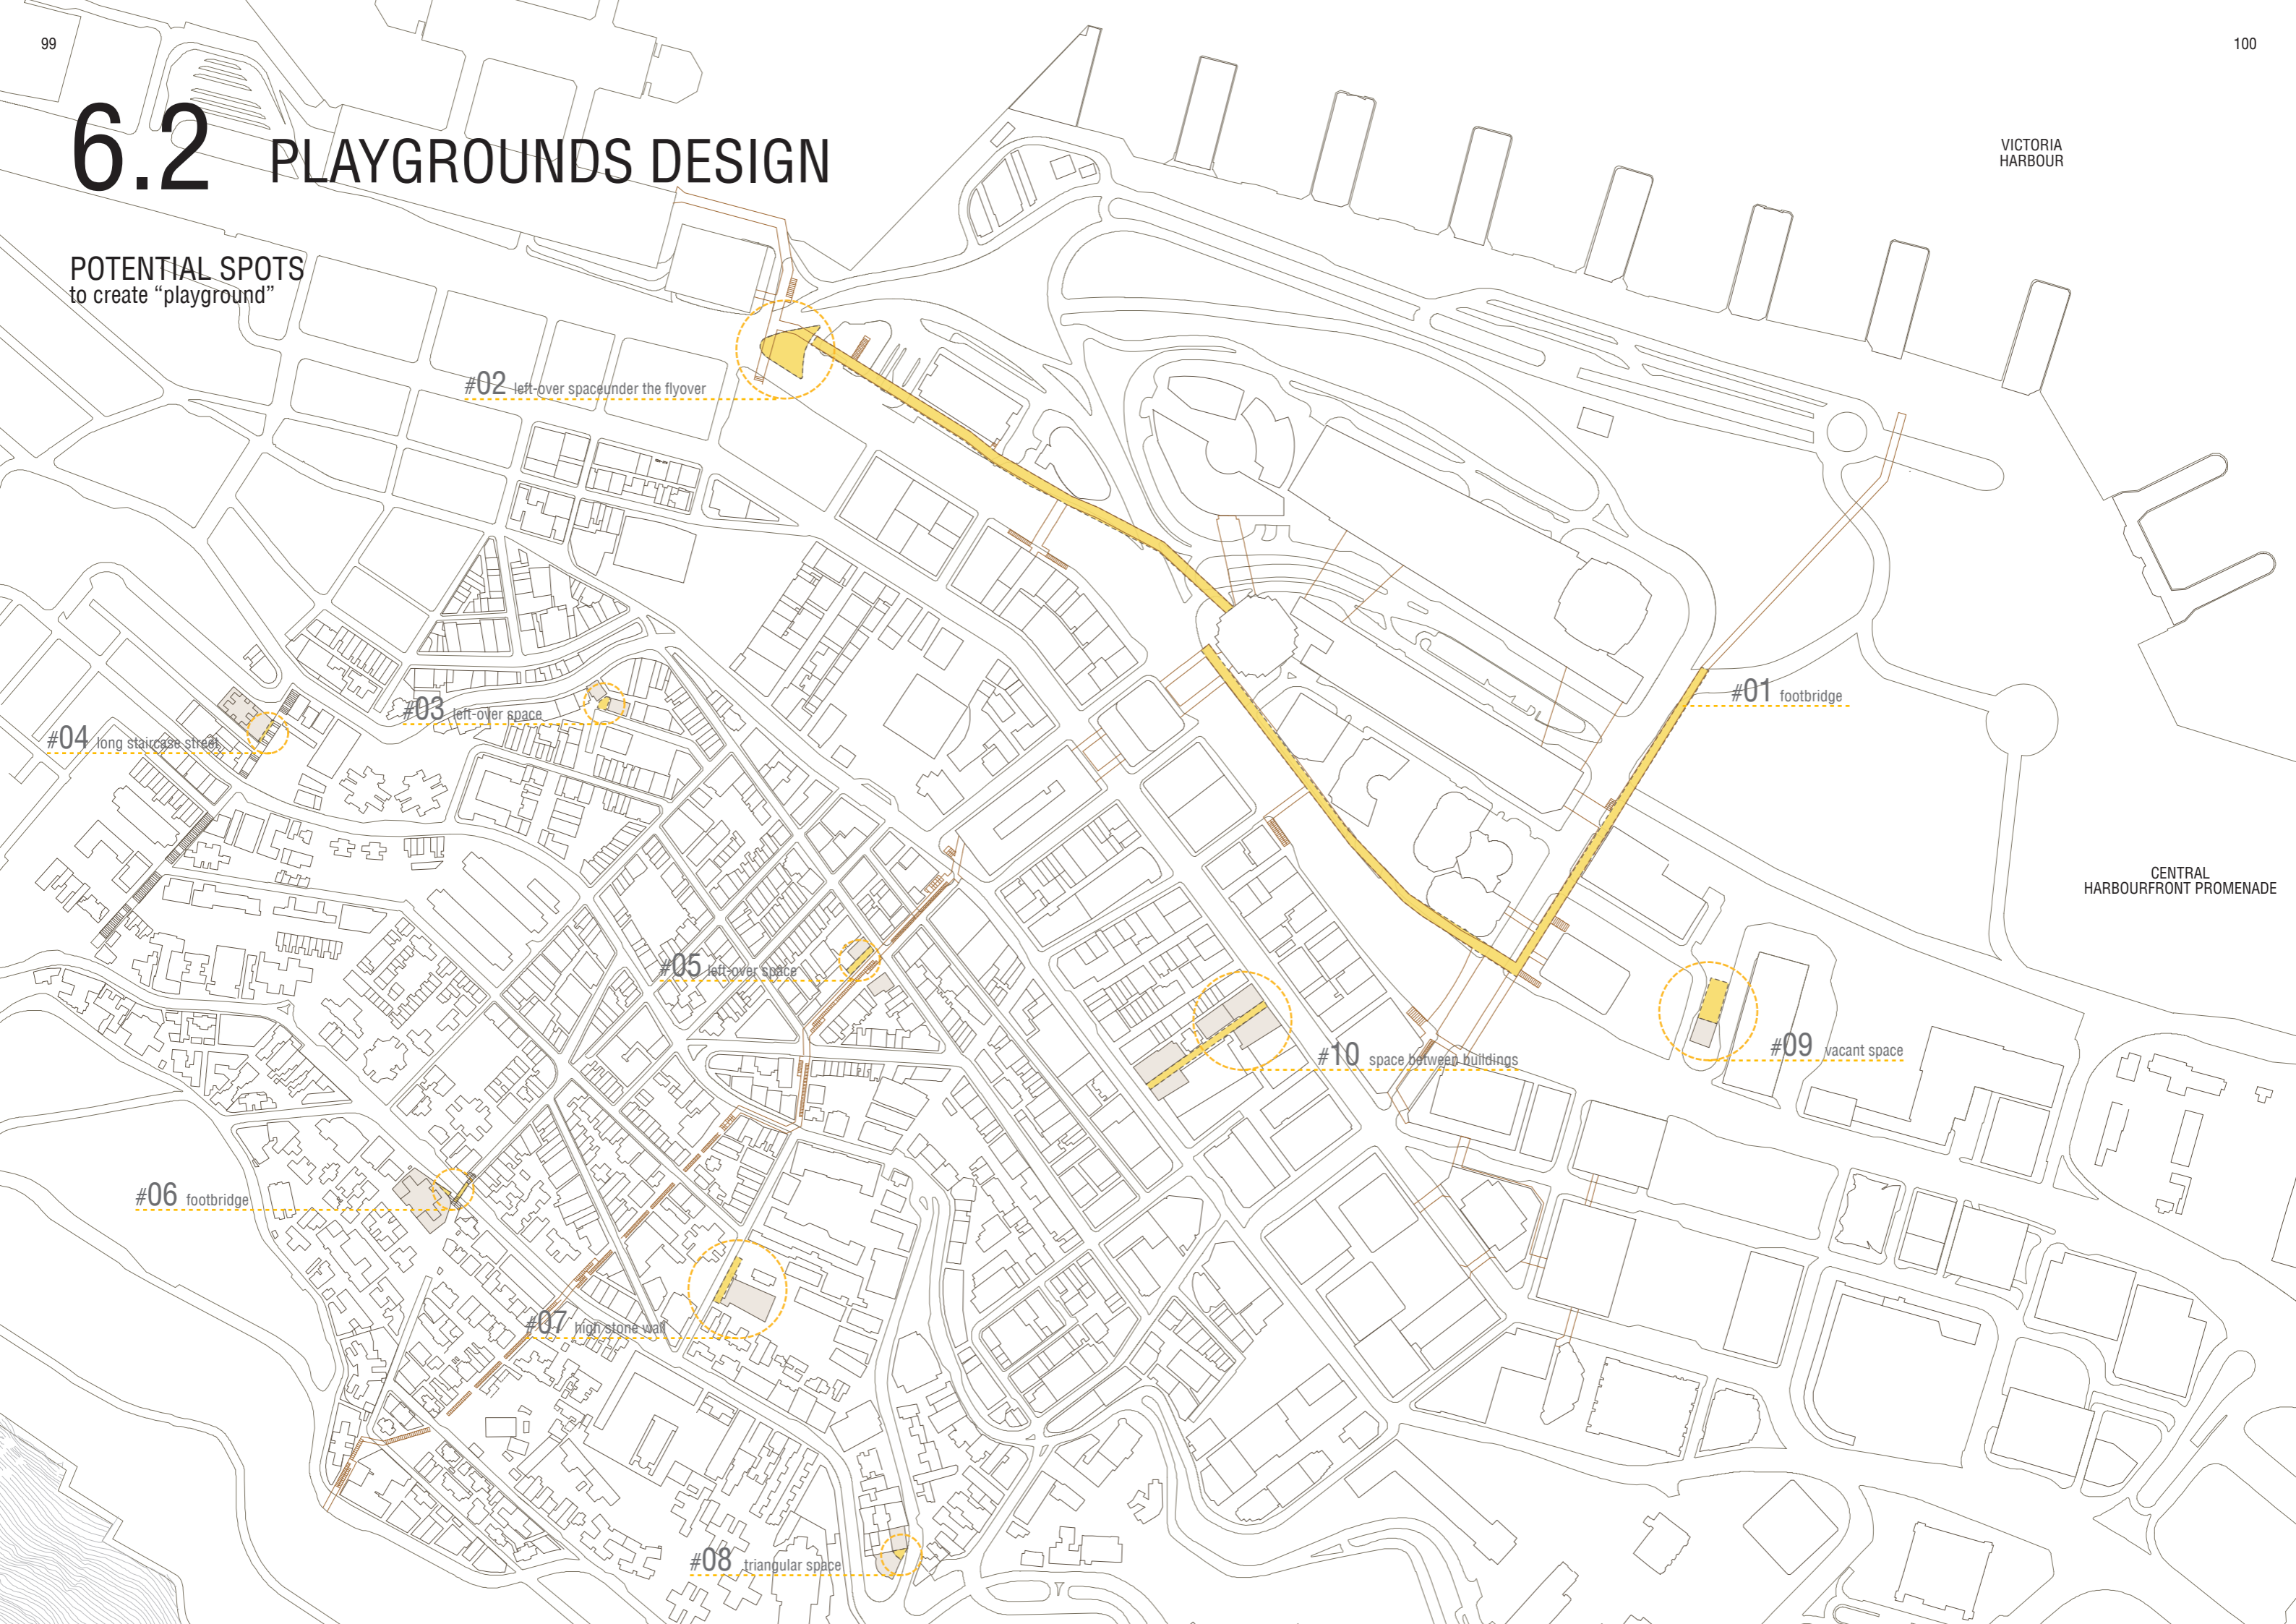 99
100
6.2 PLAYGROUNDS DESIGN
VICTORIA
HARBOUR
POTENTIAL SPOTS
to create “playground”
#02 left-over spaceunder the flyover
#01 footbridge
#03 left-over space
#04 long staircase street
CENTRAL
HARBOURFRONT PROMENADE
#05 left-over space
#10 space between buildings
#09 vacant space
#06 footbridge
#07 high stone wall
#08 triangular space